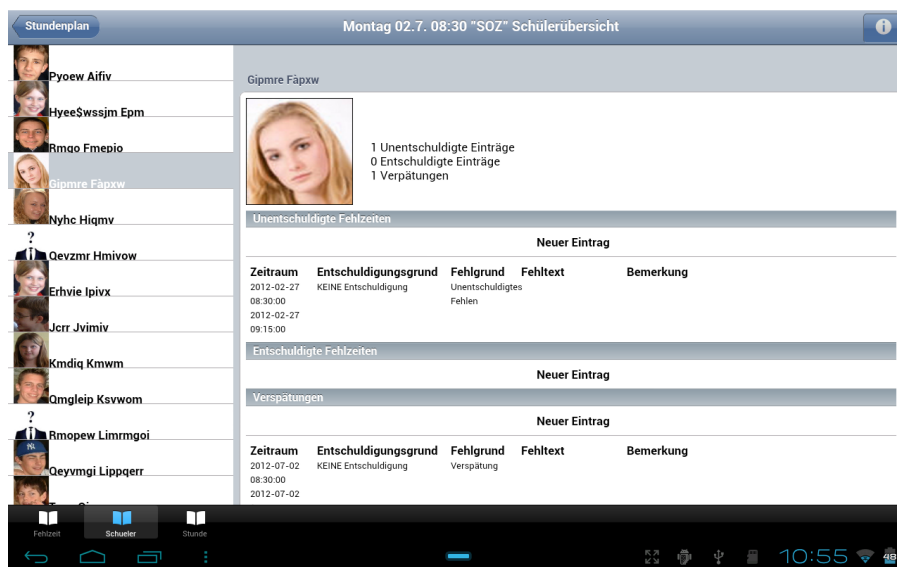 Stundenplan
Montag 02.7. 08:30 "SOZ" Schülerübersicht
Pyoew Aifiv
Hyee$wssjm Epm
Rmqo Fmepio
Gipmre Fàpxw
Nyhc Hiqmv
?
Qevzmr Hmivow
Erhvie Ipivx
Jcrr Jvimiv
Kmdiq Kmwm
Qmgleip Ksvwom
?
Rmopew Limrmgoi
Qeyvmgi Lippqerr
Gipmre Fàpxw
1 Unentschuldigte Einträge
0 Entschuldigte Einträge
1 Verpätungen
Unentschuldigte Fehlzeiten
Neuer Eintrag
Zeitraum Entschuldigungsgrund Fehlgrund Fehltext Bemerkung
2012-02-27 KEINE Entschuldigung Unentschuldigtes
08:30:00 Fehlen
2012-02-27
09:15:00
Entschuldigte Fehlzeiten
Neuer Eintrag
Verspätungen
Neuer Eintrag
Zeitraum Entschuldigungsgrund Fehlgrund Fehltext Bemerkung
2012-07-02 KEINE Entschuldigung Verspätung
08:30:00
2012-07-02
Fehlzeit Schueler Stunde
10:55 48